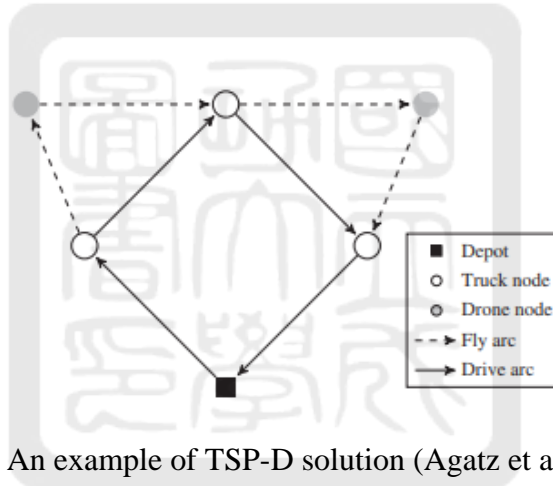 Depot
Truck node
Drone node
Fly arc
Drive arc
An example of TSP-D solution (Agatz et a